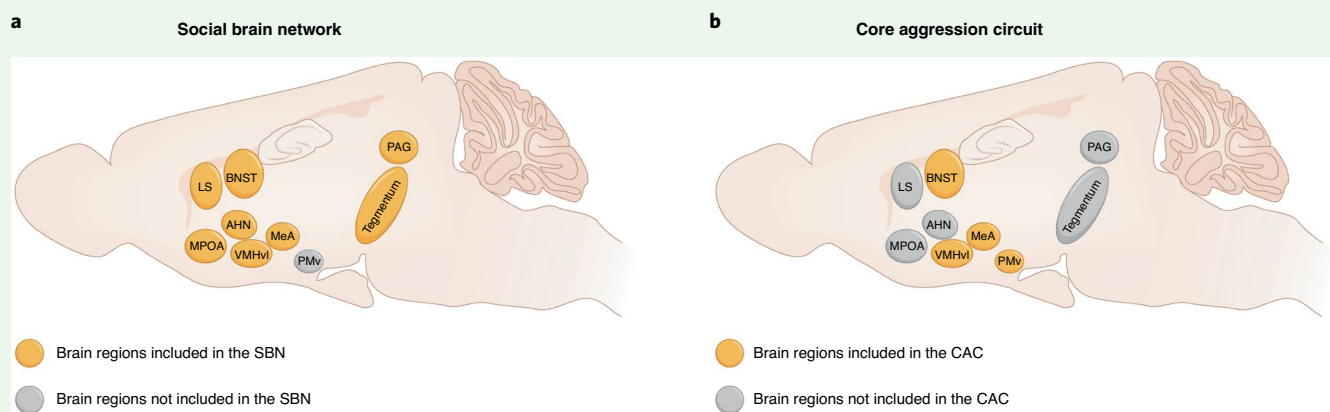 a
Social brain network
PAG
LS
BNST
Tegmentum
AHN
MeA
MPOA
VMHvl
PMv
Brain regions included in the SBN
Brain regions not included in the SBN
b
Core aggression circuit
PAG
LS
BNST
Tegmentum
AHN
MeA
MPOA
VMHvl
PMv
Brain regions included in the CAC
Brain regions not included in the CAC